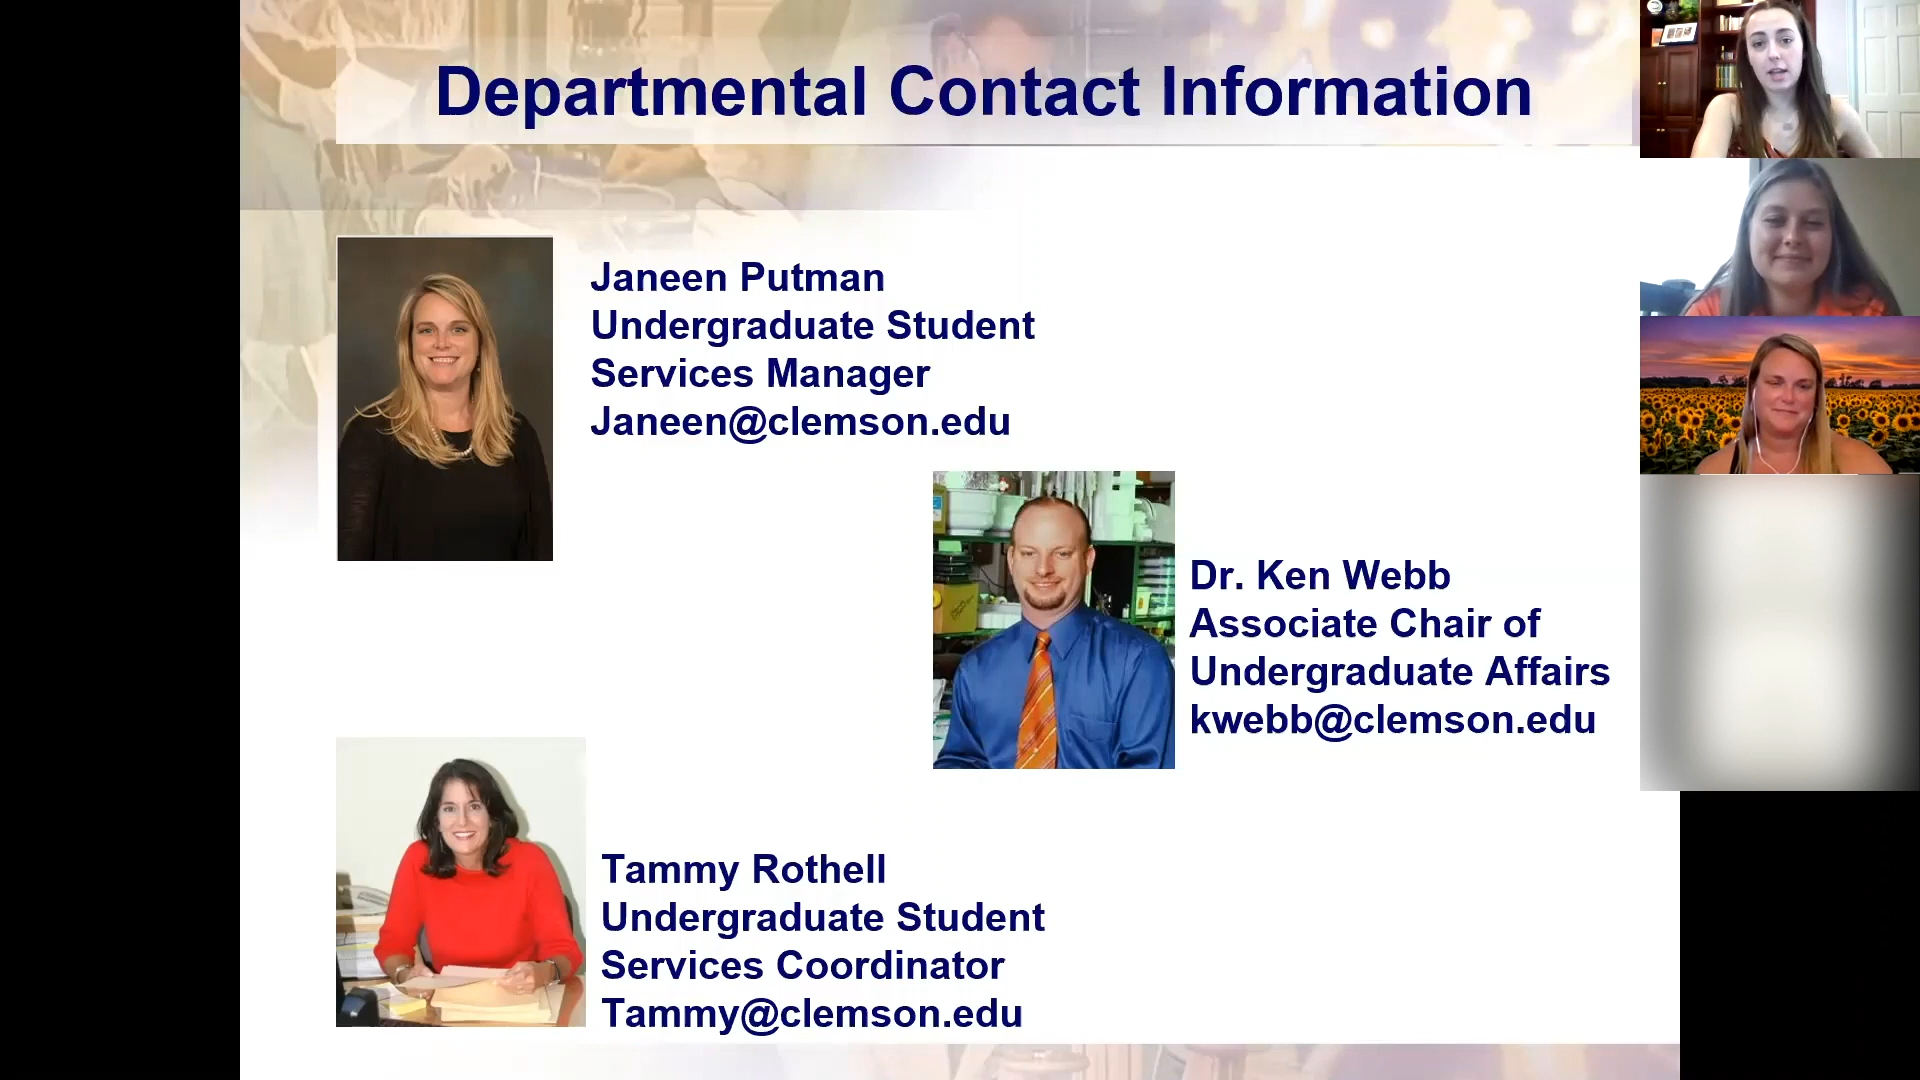 Departmental Contact Information
Janeen Putman
Undergraduate Student
Services Manager
Janeen@clemson.edu
Dr. Ken Webb
Associate Chair of
Undergraduate Affairs
kwebb@clemson.edu
Tammy Rothell
Undergraduate Student
Services Coordinator
Tammy@clemson.edu